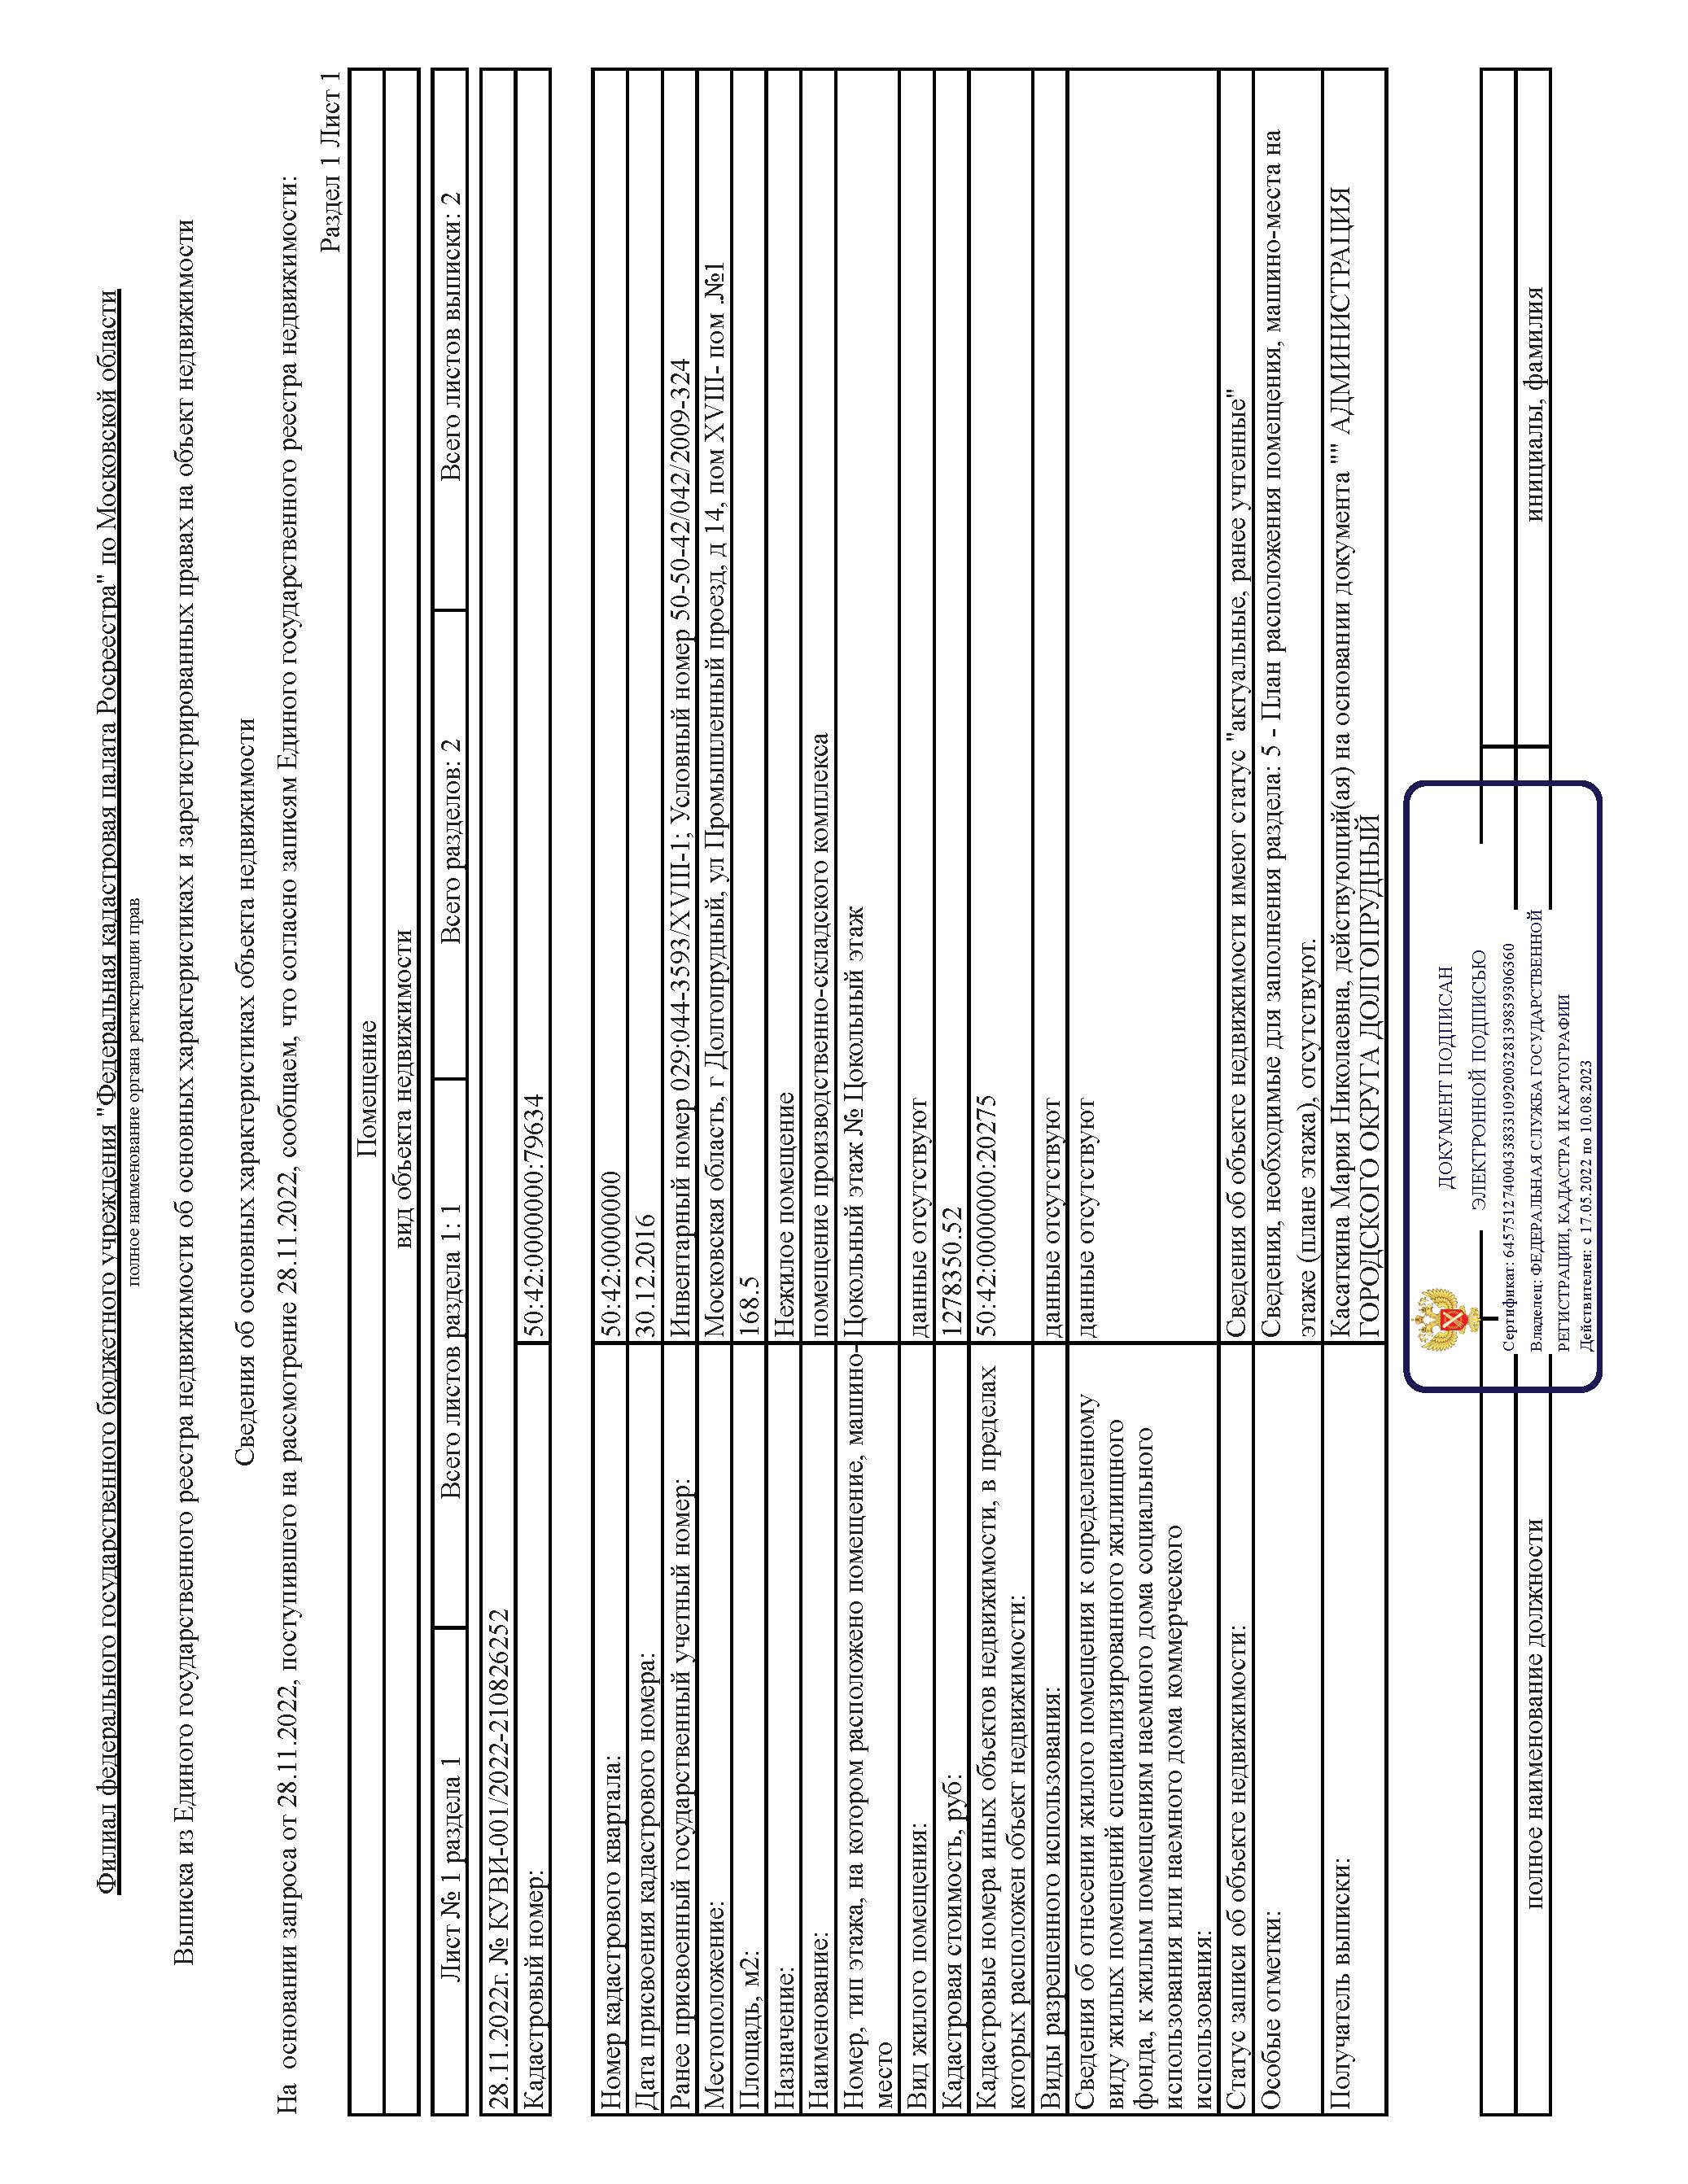 Филиал федерального государственного бюджетного учреждения "Федеральная кадастровая палата Росреестра" по Московской области
полное наименование органа регистрации прав
Выписка из Единого государственного реестра недвижимости об основных характеристиках и зарегистрированных правах на объект недвижимости
Сведения об основных характеристиках объекта недвижимости
На основании запроса от 28.11.2022, поступившего на рассмотрение 28.11.2022, сообщаем, что согласно записям Единого государственного реестра недвижимости:
Раздел 1 Лист 1
Помещение
вид объекта недвижимости
Лист № 1 раздела 1 Всего листов раздела 1: 1 Всего разделов: 2 Всего листов выписки: 2
28.11.2022г. № КУВИ-001/2022-210826252
Кадастровый номер: 50:42:0000000:79634
Номер кадастрового квартала: 50:42:0000000
Дата присвоения кадастрового номера: 30.12.2016
Ранее присвоенный государственный учетный номер: Инвентарный номер 029:044-3593/XVIII-1; Условный номер 50-50-42/042/2009-324
Местоположение: Московская область, г Долгопрудный, ул Промышленный проезд, д 14, пом XVIII- пом .№1
Площадь, м2: 168.5
Назначение: Нежилое помещение
Наименование: помещение производственно-складского комплекса
Номер, тип этажа, на котором расположено помещение, машино- Цокольный этаж № Цокольный этаж
место
Вид жилого помещения: данные отсутствуют
Кадастровая стоимость, руб: 1278350.52
Кадастровые номера иных объектов недвижимости, в пределах 50:42:0000000:20275
которых расположен объект недвижимости:
Виды разрешенного использования: данные отсутствуют
Сведения об отнесении жилого помещения к определенному данные отсутствуют
виду жилых помещений специализированного жилищного
фонда, к жилым помещениям наемного дома социального
использования или наемного дома коммерческого
использования:
Статус записи об объекте недвижимости: Сведения об объекте недвижимости имеют статус "актуальные, ранее учтенные"
Особые отметки: Сведения, необходимые для заполнения раздела: 5 - План расположения помещения, машино-места на
этаже (плане этажа), отсутствуют.
Получатель выписки: Касаткина Мария Николаевна, действующий(ая) на основании документа "" АДМИНИСТРАЦИЯ
ГОРОДСКОГО ОКРУГА ДОЛГОПРУДНЫЙ
ДОКУМЕНТ ПОДПИСАН
ЭЛЕКТРОННОЙ ПОДПИСЬЮ
Сертификат: 64575127400433833109200328139839306360
Владелец: ФЕДЕРАЛЬНАЯ СЛУЖБА ГОСУДАРСТВЕННОЙ
РЕГИСТРАЦИИ, КАДАСТРА И КАРТОГРАФИИ
Действителен: с 17.05.2022 по 10.08.2023
полное наименование должности инициалы, фамилия